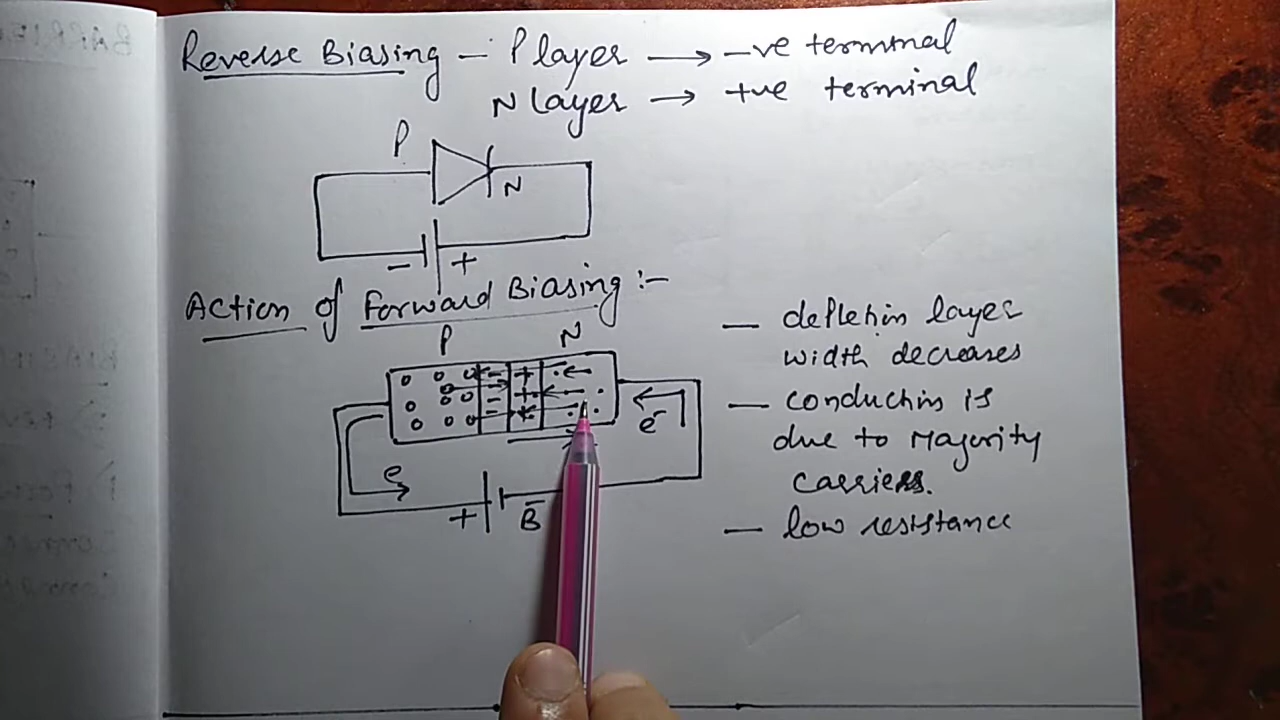 Reverse Biasing - P layer → -ve terminal
N layer → +ve terminal
P
N
- +
Action of Forward Biasing :-
P N
e⁻
e
+ B
- depletion layer
width decreases
- conduction is
due to Majority
carriers.
- low resistance